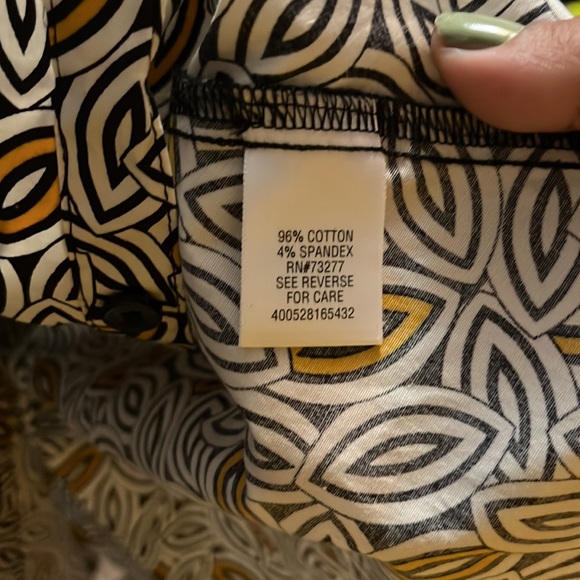 96% COTTON
4% SPANDEX
RN#73277
SEE REVERSE
FOR CARE
400528165432